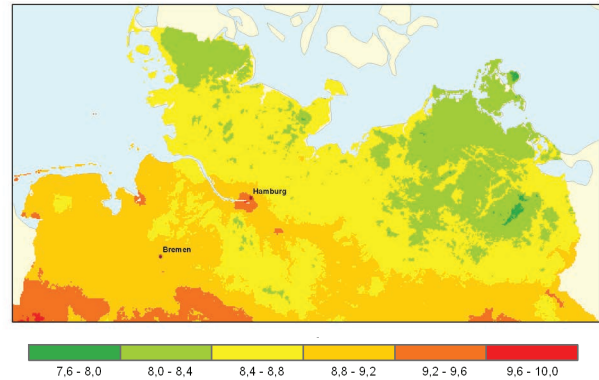 Hamburg
Bremen
7,6 - 8,0
8,0 - 8,4
8,4 - 8,8
8,8 - 9,2
9,2 - 9,6
9,6 - 10,0